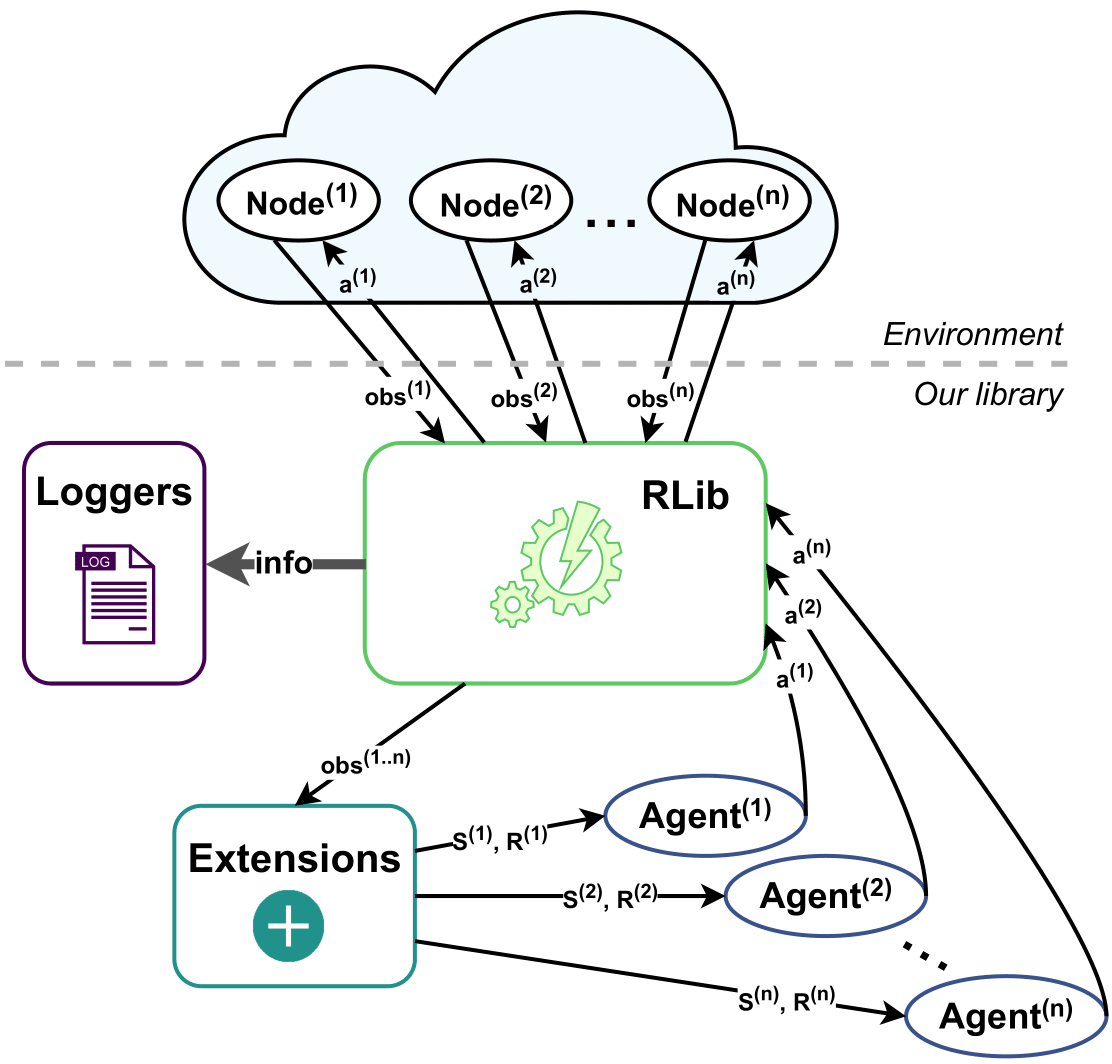 Node(1)
Node(2)
...
Node(n)
a(1)
a(2)
a(n)
Environment
Our library
obs(1)
obs(2)
obs(n)
Loggers
LOG
info
RLib
a(n)
a(2)
a(1)
obs(1..n)
Extensions
S(1), R(1)
Agent(1)
S(2), R(2)
Agent(2)
...
S(n), R(n)
Agent(n)